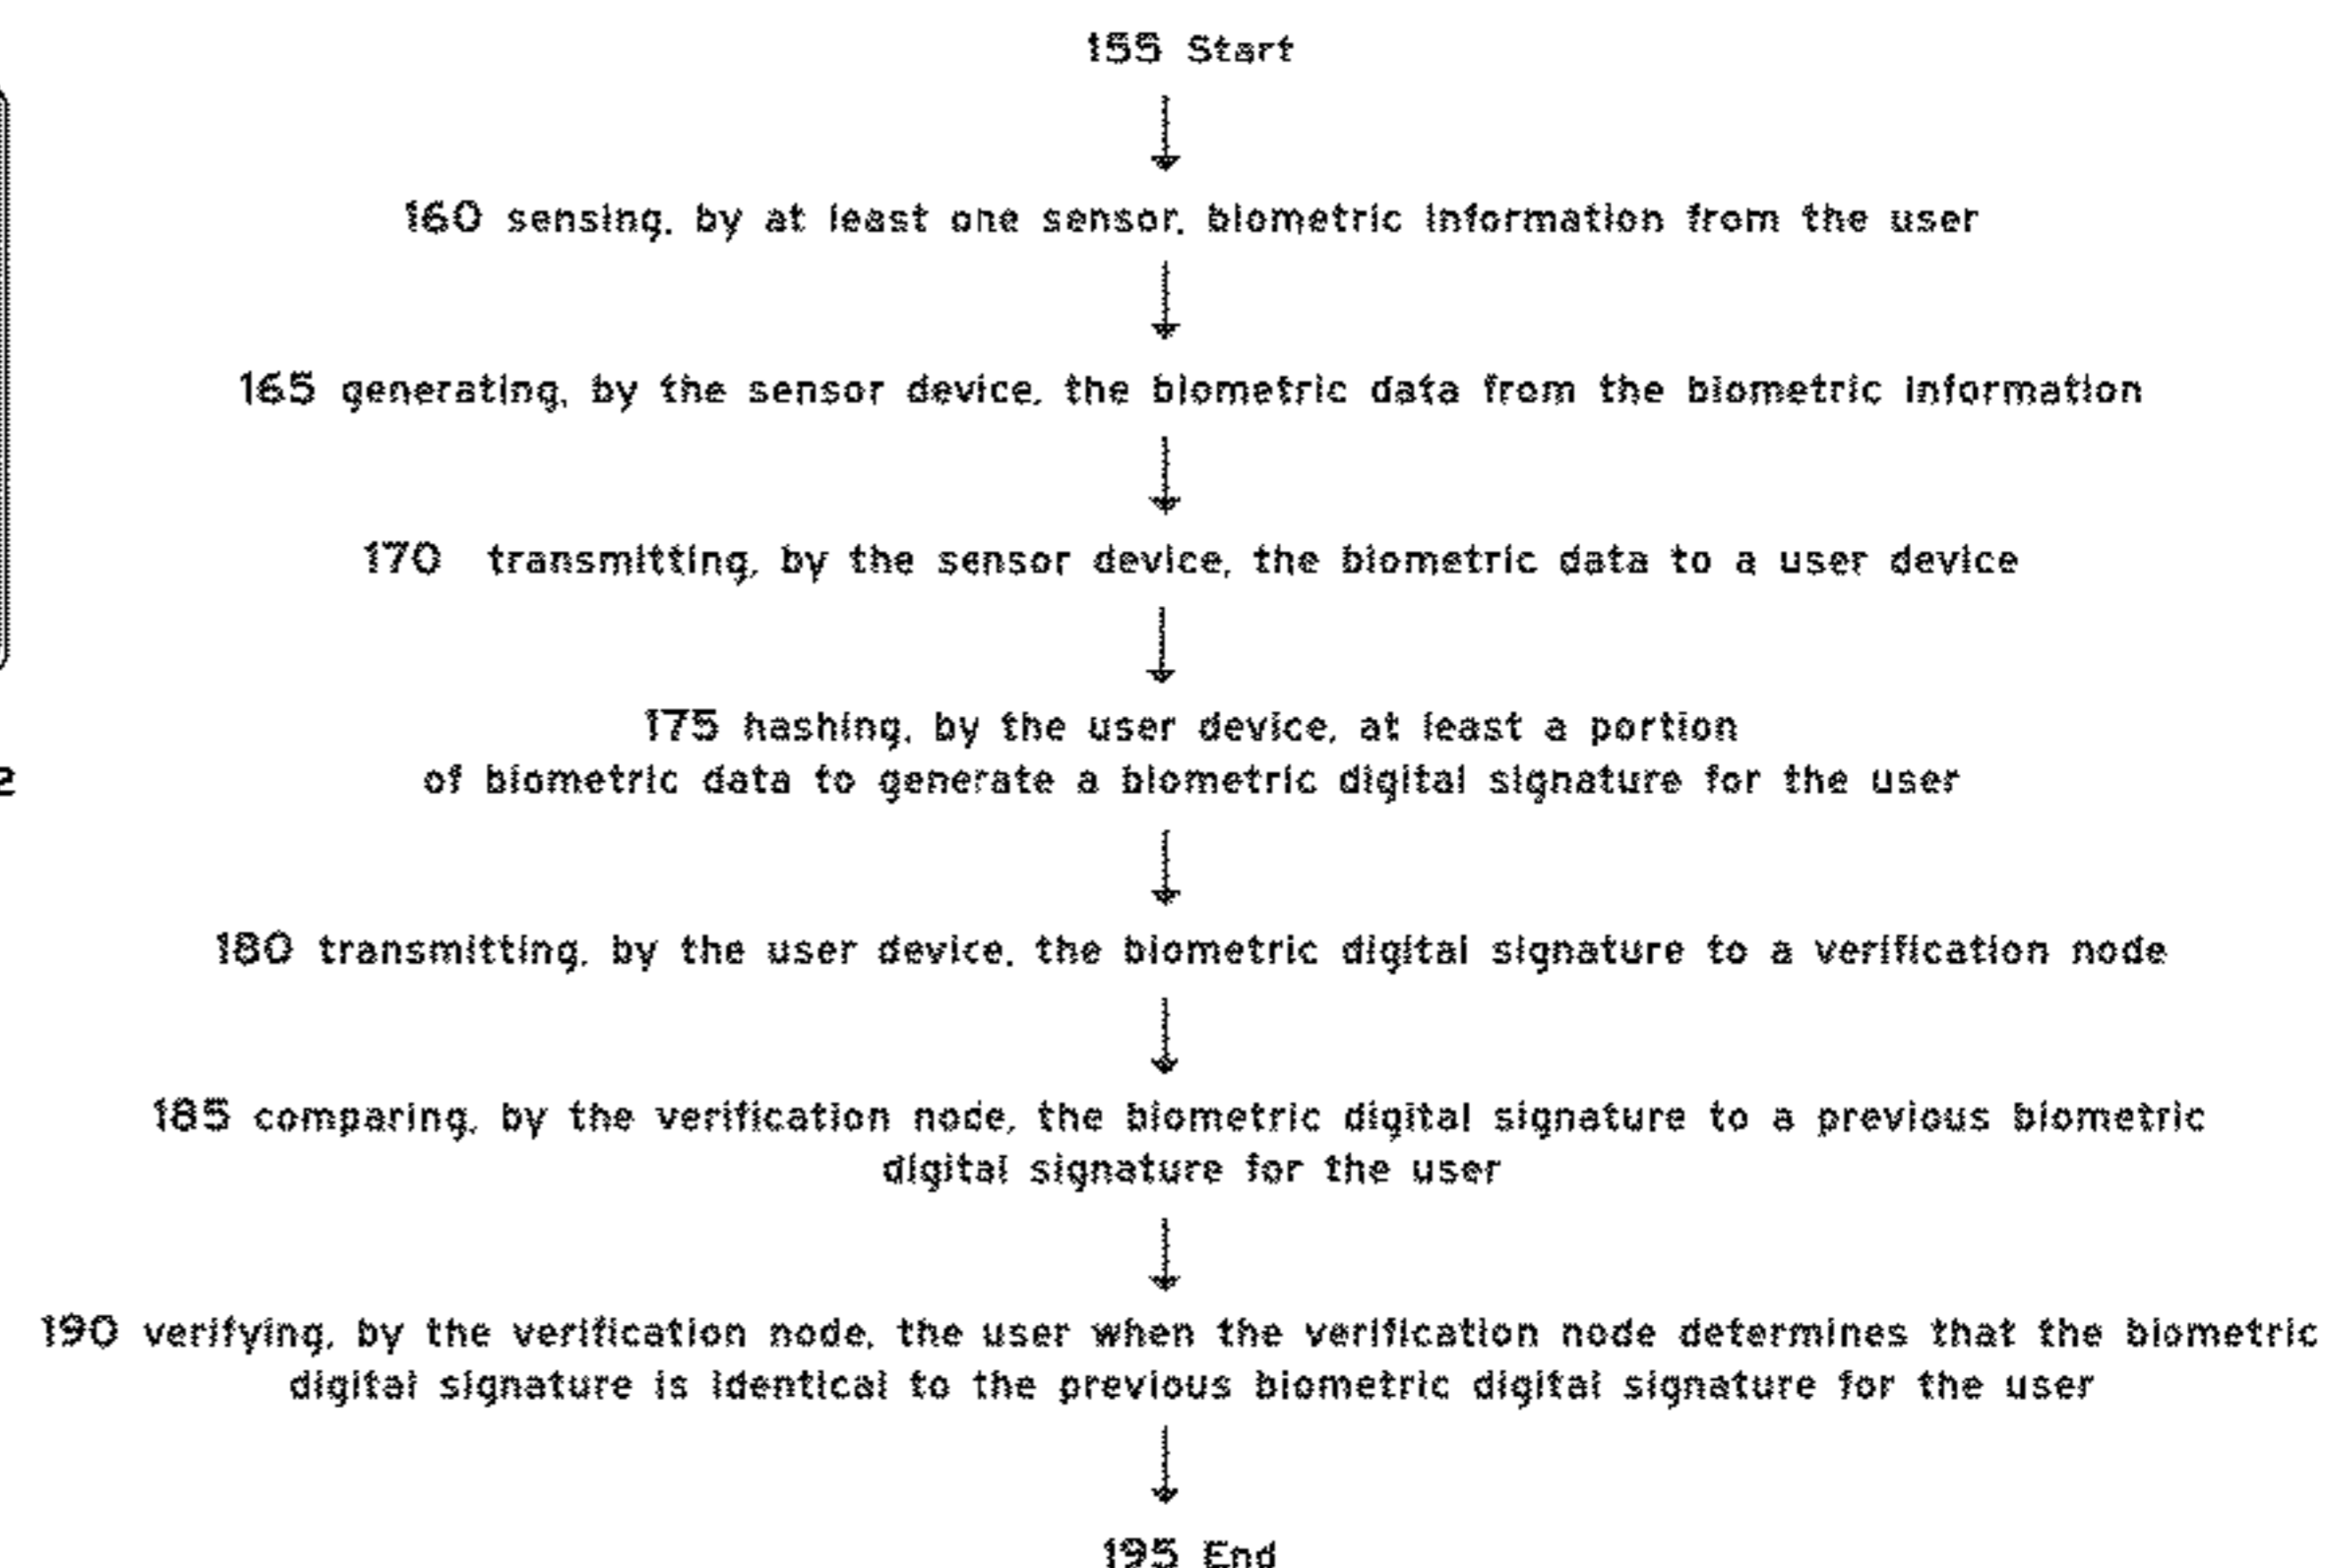 155 Start
160 sensing, by at least one sensor, biometric information from the user
165 generating, by the sensor device, the biometric data from the biometric information
170 transmitting, by the sensor device, the biometric data to a user device
175 hashing, by the user device, at least a portion
of biometric data to generate a biometric digital signature for the user
180 transmitting, by the user device, the biometric digital signature to a verification node
185 comparing, by the verification node, the biometric digital signature to a previous biometric
digital signature for the user
190 verifying, by the verification node, the user when the verification node determines that the biometric
digital signature is identical to the previous biometric digital signature for the user
195 End